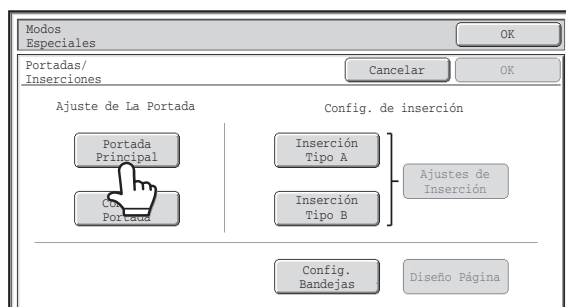 Modos
Especiales
OK
Portadas/
Inserciones
Cancelar
OK
Ajuste de La Portada
Config. de inserción
Portada
Principal
Inserción
Tipo A
Ajustes de
Inserción
Portada
Inserción
Tipo B
Config.
Bandejas
Diseño Página